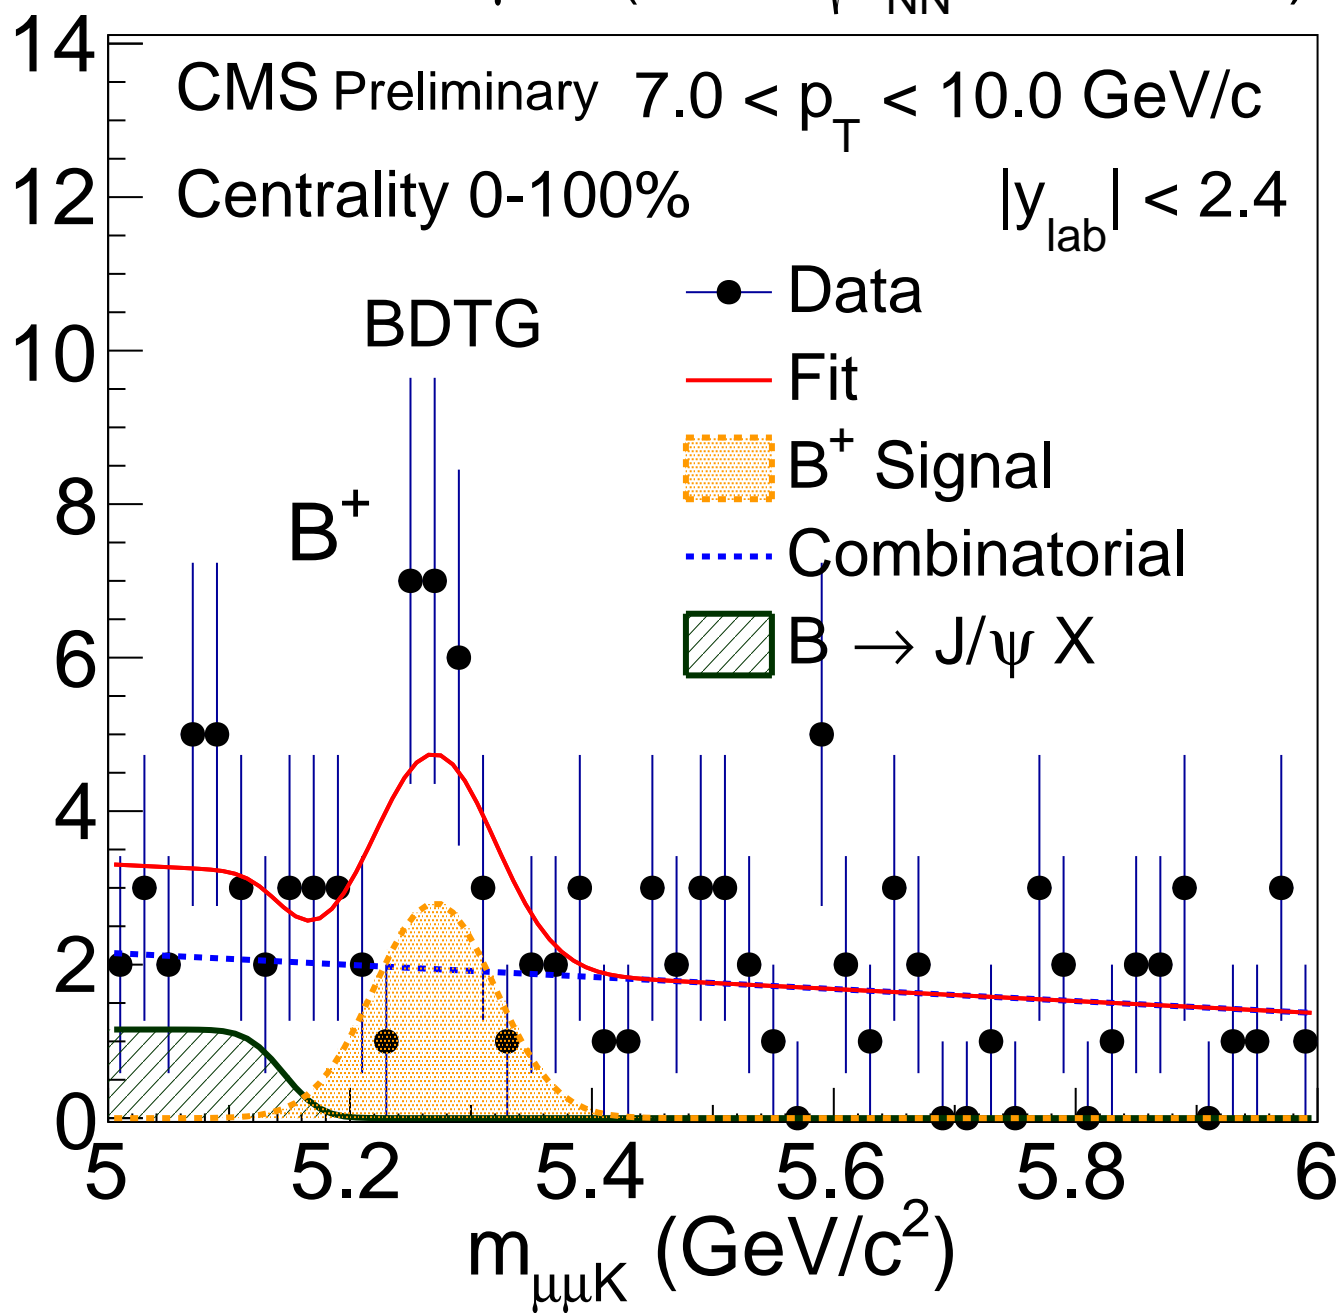 NN
14
CMS Preliminary 7.0 < p_T < 10.0 GeV/c
12
Centrality 0-100% |y_lab| < 2.4
Data
BDTG
10
Fit
B⁺ Signal
8
B⁺
Combinatorial
6
B → J/ψ X
4
2
0
5 5.2 5.4 5.6 5.8 6
m_μμK (GeV/c²)